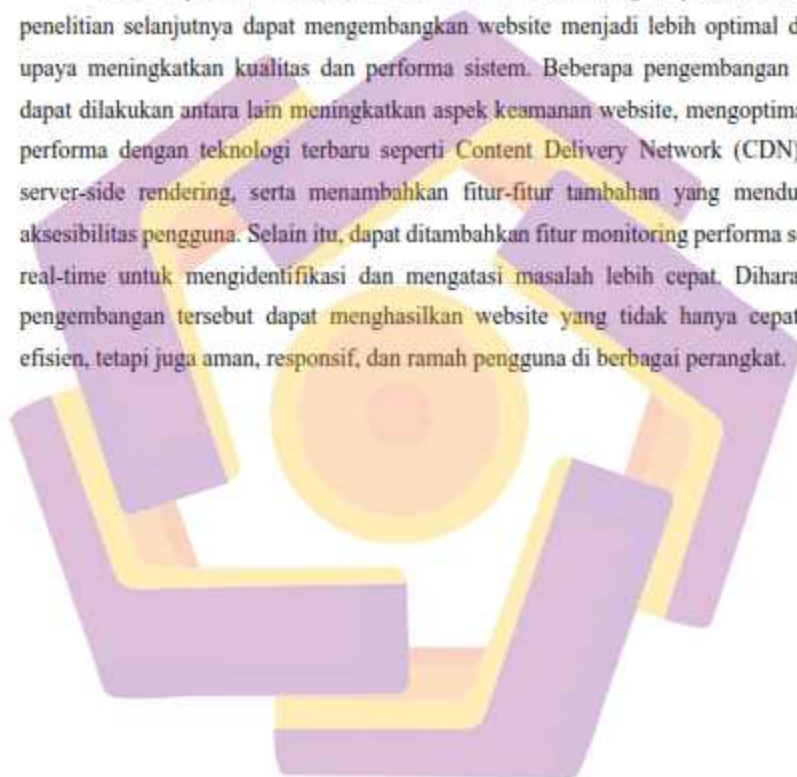 penelitian selanjutnya dapat mengembangkan website menjadi lebih optimal
upaya meningkatkan kualitas dan performa sistem. Beberapa pengembangan
dapat dilakukan antara lain meningkatkan aspek keamanan website,
performa dengan teknologi terbaru seperti Content Delivery Network (CDN)
server-side rendering, serta menambahkan fitur-fitur tambahan yang
aksesibilitas pengguna. Selain itu, dapat ditambahkan fitur monitoring performa
real-time untuk mengidentifikasi dan mengatasi masalah lebih cepat.
pengembangan tersebut dapat menghasilkan website yang tidak hanya cepat
efisien, tetapi juga aman, responsif, dan ramah pengguna di berbagai perangkat.